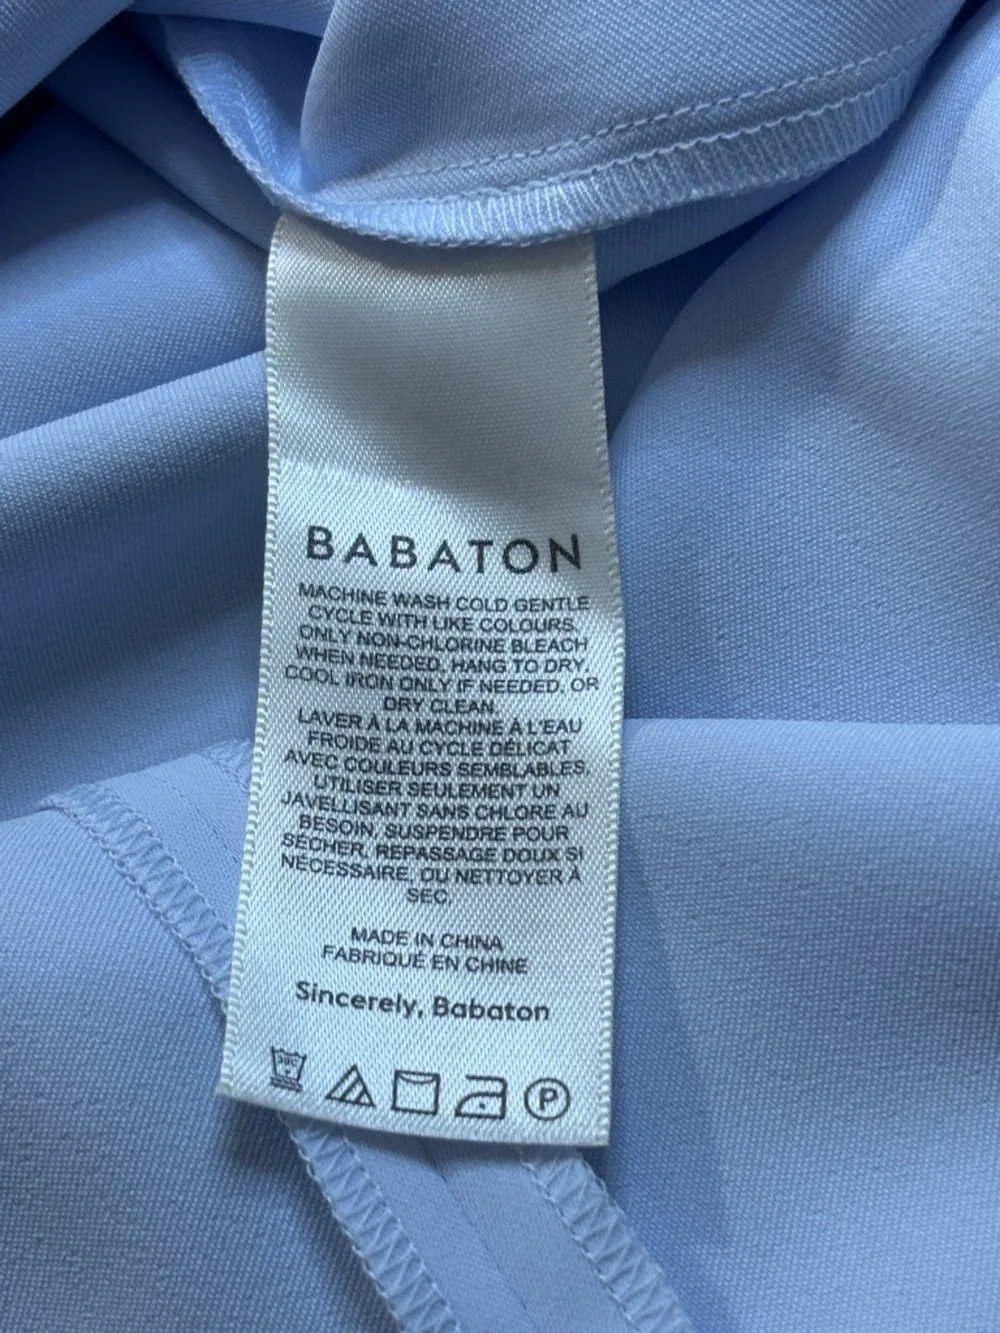 BABATON
MACHINE WASH COLD GENTLE
CYCLE WITH LIKE COLOURS.
ONLY NON-CHLORINE BLEACH
WHEN NEEDED. HANG TO DRY.
COOL IRON ONLY IF NEEDED. OR
DRY CLEAN.
LAVER À LA MACHINE À L'EAU
FROIDE AU CYCLE DÉLICAT
AVEC COULEURS SEMBLABLES.
UTILISER SEULEMENT UN
JAVELLISANT SANS CHLORE AU
BESOIN. SUSPENDRE POUR
SÉCHER. REPASSAGE DOUX SI
NÉCESSAIRE. OU NETTOYER À
SEC.
MADE IN CHINA
FABRIQUÉ EN CHINE
Sincerely, Babaton
30C
P